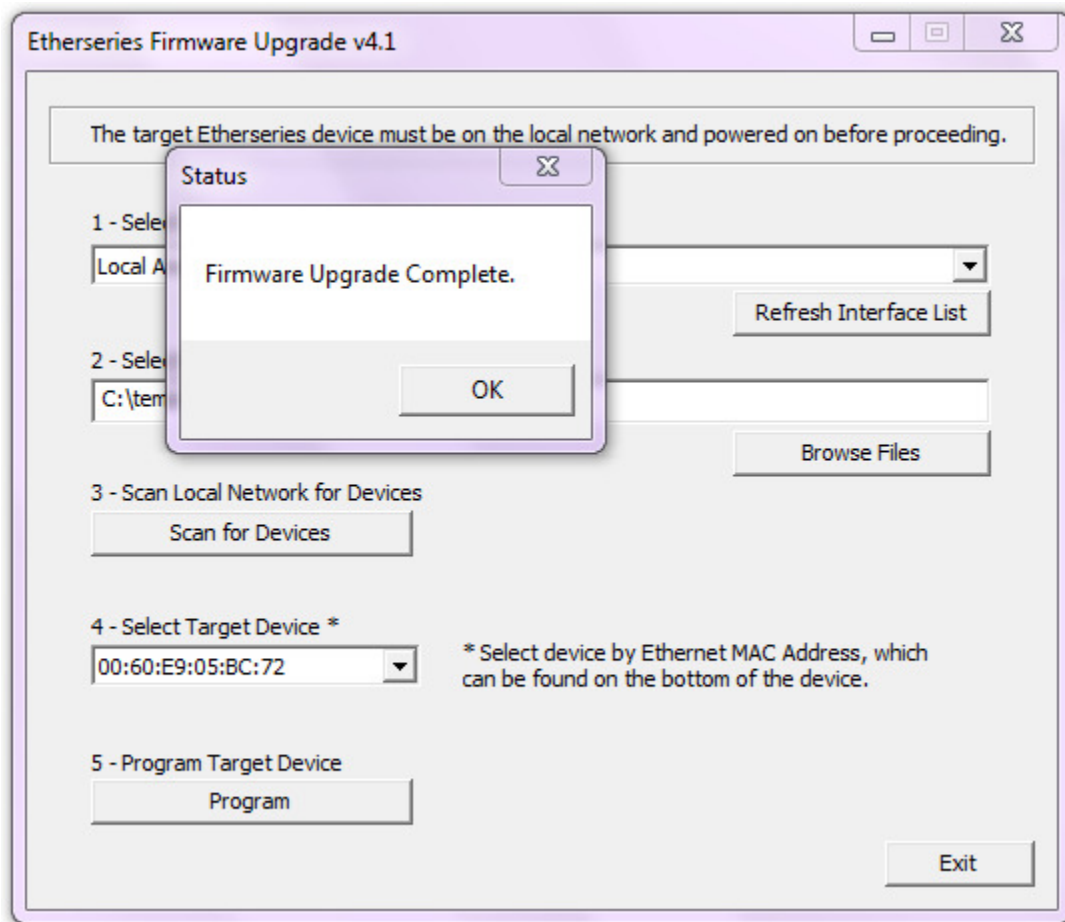 Etherseries Firmware Upgrade v4.1
The target Etherseries device must be on the local network and powered on before proceeding.
Status
Firmware Upgrade Complete.
OK
1 - Selec
Local A
Refresh Interface List
2 - Selec
C:\tem
Browse Files
3 - Scan Local Network for Devices
Scan for Devices
4 - Select Target Device *
00:60:E9:05:BC:72
* Select device by Ethernet MAC Address, which
can be found on the bottom of the device.
5 - Program Target Device
Program
Exit